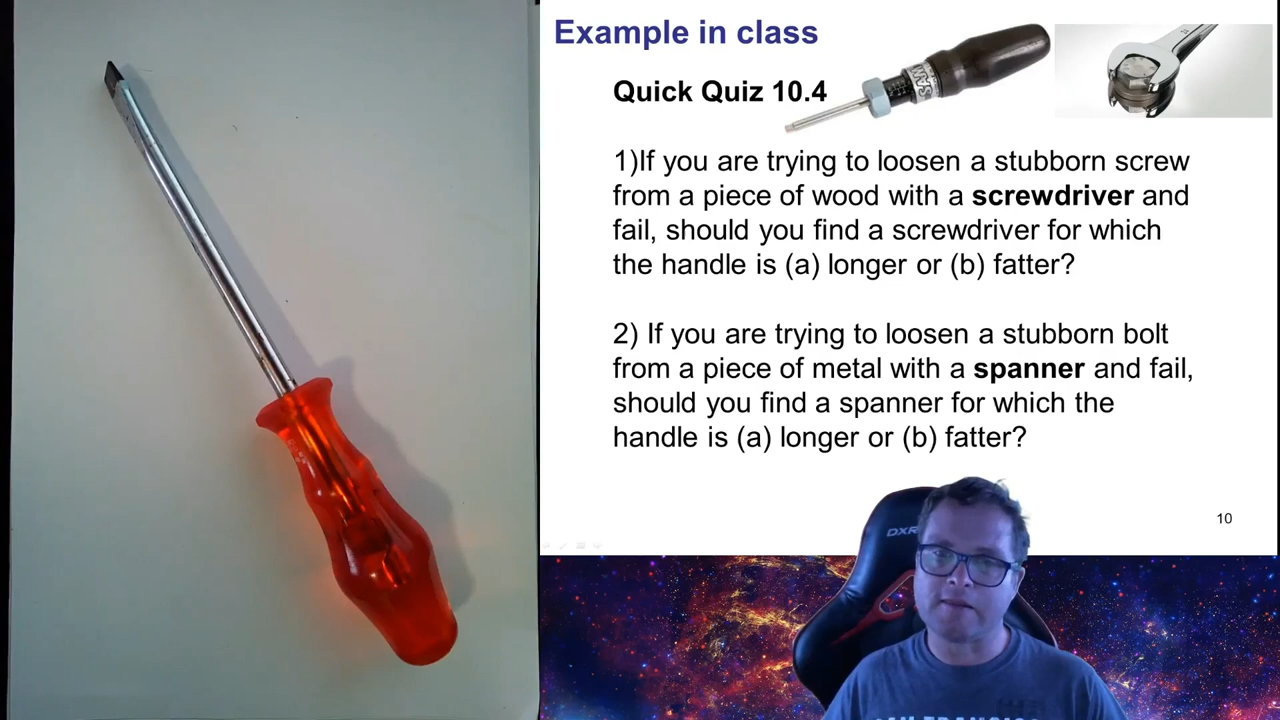 Example in class
Quick Quiz 10.4
1)If you are trying to loosen a stubborn screw
from a piece of wood with a screwdriver and
fail, should you find a screwdriver for which
the handle is (a) longer or (b) fatter?
2) If you are trying to loosen a stubborn bolt
from a piece of metal with a spanner and fail,
should you find a spanner for which the
handle is (a) longer or (b) fatter?
10